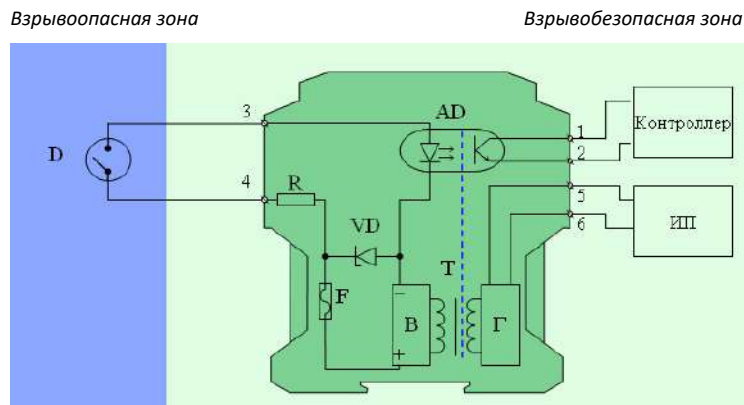 Взрывоопасная зона
Взрывобезопасная зона
3
AD
1
Контроллер
D
2
4
R
5
VD
6
ИП
T
F
–
В
Г
+